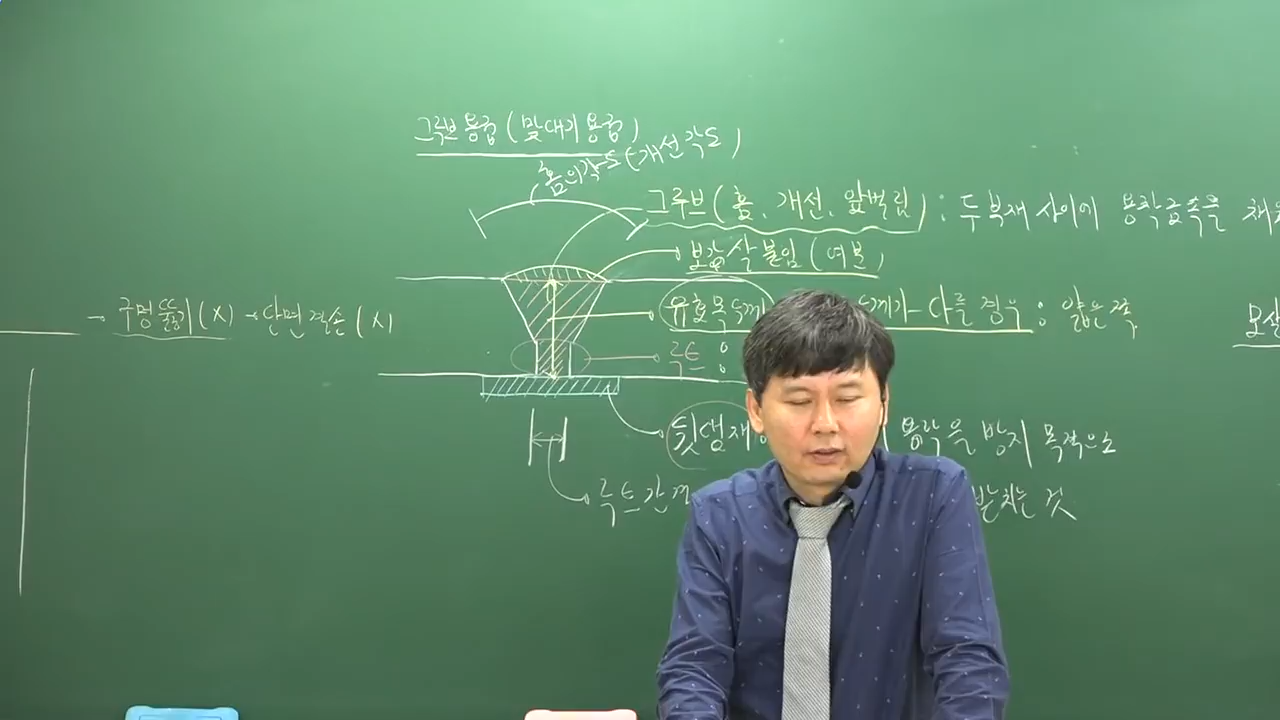 그루브용접(맞대기용접)
홈의각도(개선각도)
그루브(홈, 개선, 앞벌림) : 두 부재 사이에 용착금속을 채
보강살붙임(여분)
→ 구멍뚫기(X) → 단면결손(X)
유효목두께 두께가 다를 경우 : 얇은 쪽
루트 :
뒷댐재 용락을 방지 목적으로
루트간격 받치는 것